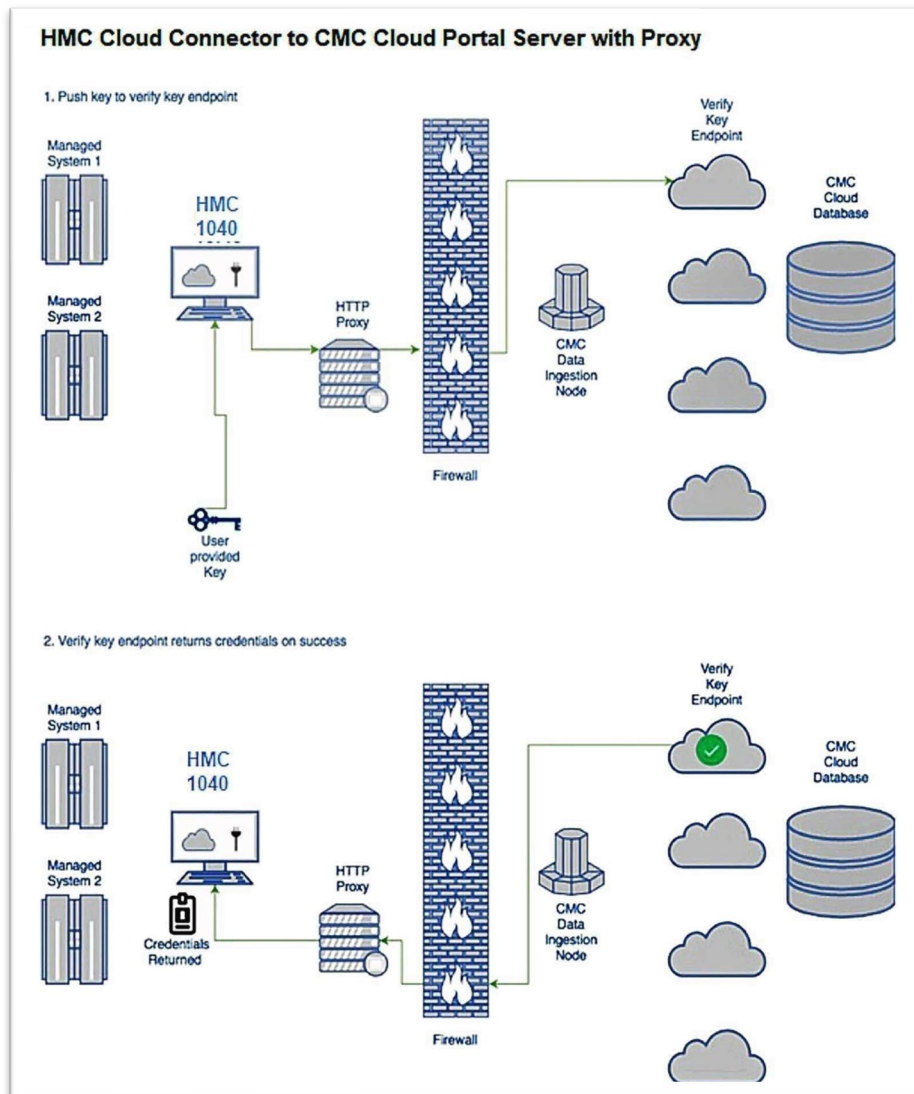 HMC Cloud Connector to CMC Cloud Portal Server with Proxy
1. Push key to verify key endpoint
Managed
System 1
HMC
1040
Managed
System 2
HTTP
Proxy
Firewall
CMC
Data
Ingestion
Node
Verify
Key
Endpoint
CMC
Cloud
Database
User
provided
Key
2. Verify key endpoint returns credentials on success
Managed
System 1
HMC
1040
Managed
System 2
Credentials
Returned
HTTP
Proxy
Firewall
CMC
Data
Ingestion
Node
Verify
Key
Endpoint
CMC
Cloud
Database